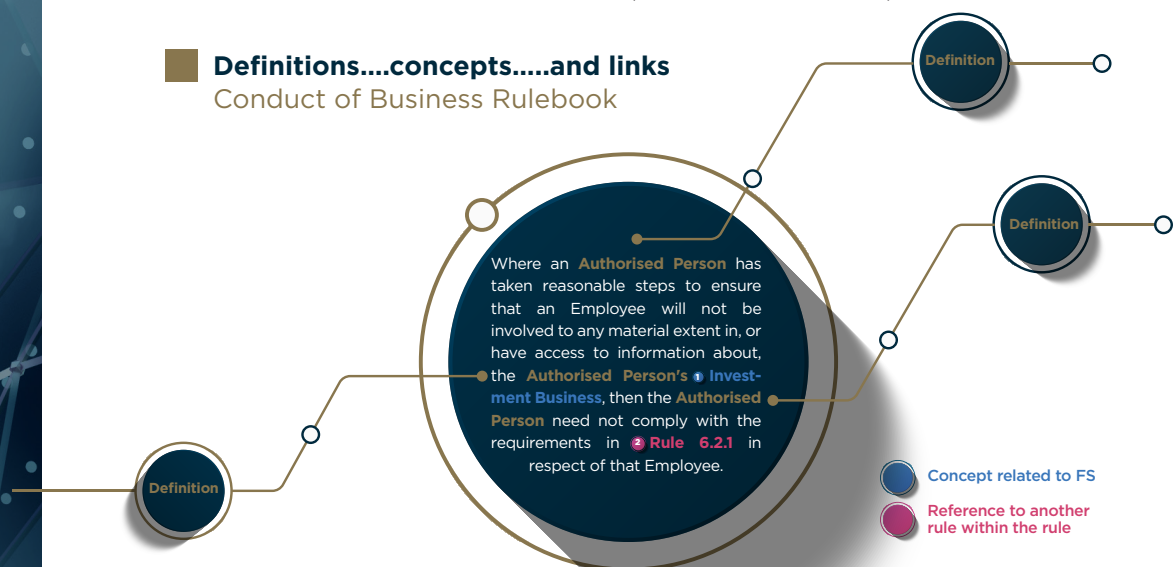 Definitions....concepts.....and links
Conduct of Business Rulebook
Definition
Definition
Where an Authorised Person has
taken reasonable steps to ensure
that an Employee will not be
involved to any material extent in, or
have access to information about,
the Authorised Person's 1 Invest-
ment Business, then the Authorised
Person need not comply with the
requirements in 2 Rule 6.2.1 in
respect of that Employee.
Definition
Concept related to FS
Reference to another
rule within the rule